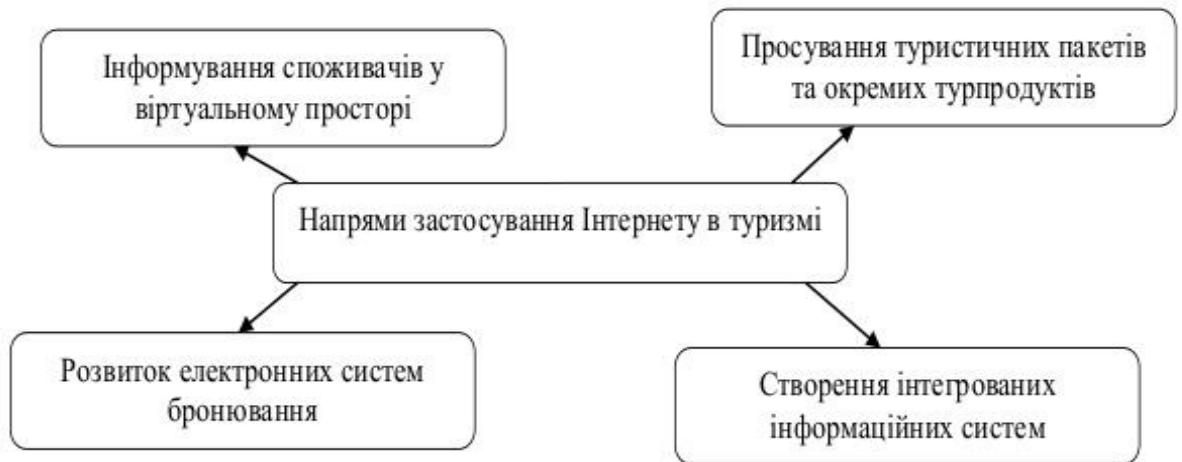 Інформування споживачів у
віртуальному просторі
Просування туристичних пакетів
та окремих турпродуктів
Напрями застосування Інтернету в туризмі
Розвиток електронних систем
бронювання
Створення інтегрованих
інформаційних систем